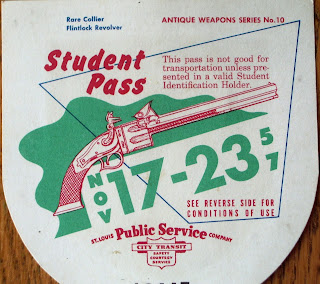 Rare Collier
Flintlock Revolver
ANTIQUE WEAPONS SERIES No.10
Student
Pass
This pass is not good for
transportation unless pre-
sented in a valid Student
Identification Holder.
NOV 17-23 57
SEE REVERSE SIDE FOR
CONDITIONS OF USE
ST. LOUIS Public Service COMPANY
CITY TRANSIT
SAFETY
COURTESY
SERVICE